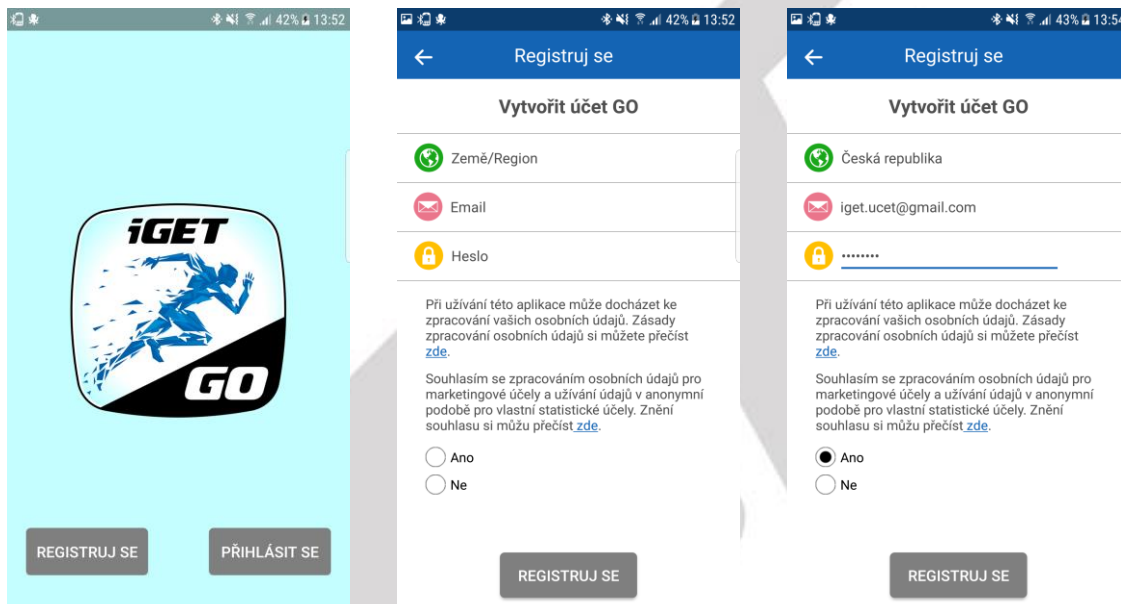 42% 13:52
iGET
GO
REGISTRUJ SE
PŘIHLÁSIT SE
42% 13:52
Registruj se
Vytvořit účet GO
Země/Region
Email
Heslo
Při užívání této aplikace může docházet ke
zpracování vašich osobních údajů. Zásady
zpracování osobních údajů si můžete přečíst
zde.
Souhlasím se zpracováním osobních údajů pro
marketingové účely a užívání údajů v anonymní
podobě pro vlastní statistické účely. Znění
souhlasu si můžu přečíst zde.
Ano
Ne
REGISTRUJ SE
43% 13:54
Registruj se
Vytvořit účet GO
Česká republika
iget.ucet@gmail.com
........
Při užívání této aplikace může docházet ke
zpracování vašich osobních údajů. Zásady
zpracování osobních údajů si můžete přečíst
zde.
Souhlasím se zpracováním osobních údajů pro
marketingové účely a užívání údajů v anonymní
podobě pro vlastní statistické účely. Znění
souhlasu si můžu přečíst zde.
Ano
Ne
REGISTRUJ SE